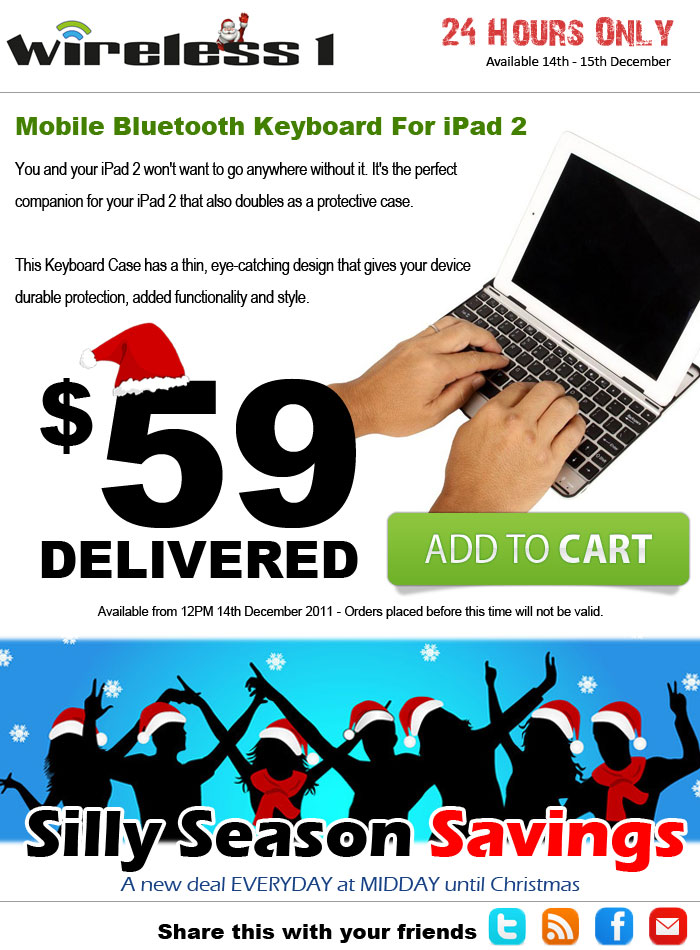 wireless 1
24 HOURS ONLY
Available 14th - 15th December
Mobile Bluetooth Keyboard For iPad 2
You and your iPad 2 won't want to go anywhere without it. It's the perfect
companion for your iPad 2 that also doubles as a protective case.
This Keyboard Case has a thin, eye-catching design that gives your device
durable protection, added functionality and style.
$59
DELIVERED
ADD TO CART
Available from 12PM 14th December 2011 - Orders placed before this time will not be valid.
Silly Season Savings
A new deal EVERYDAY at MIDDAY until Christmas
Share this with your friends